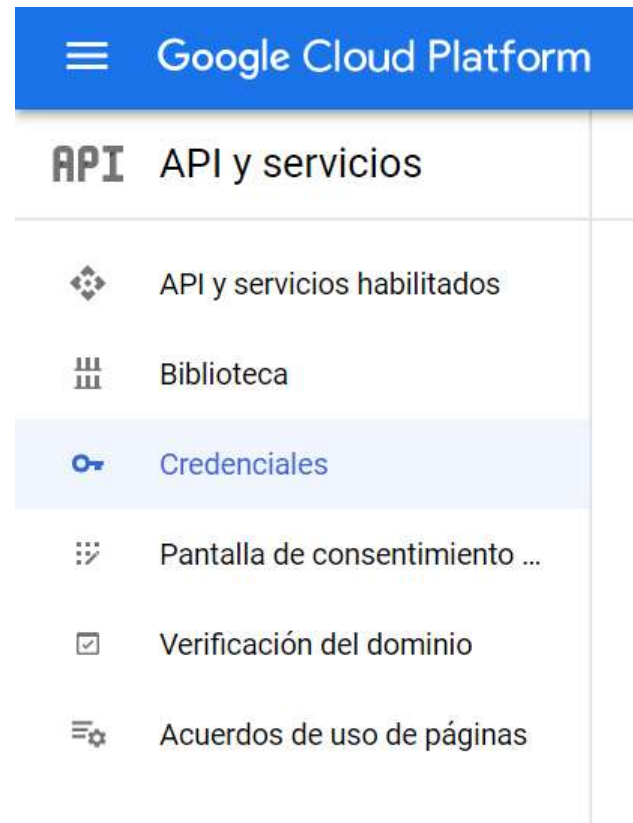 Google Cloud Platform
API API y servicios
API y servicios habilitados
Biblioteca
Credenciales
Pantalla de consentimiento ...
Verificación del dominio
Acuerdos de uso de páginas